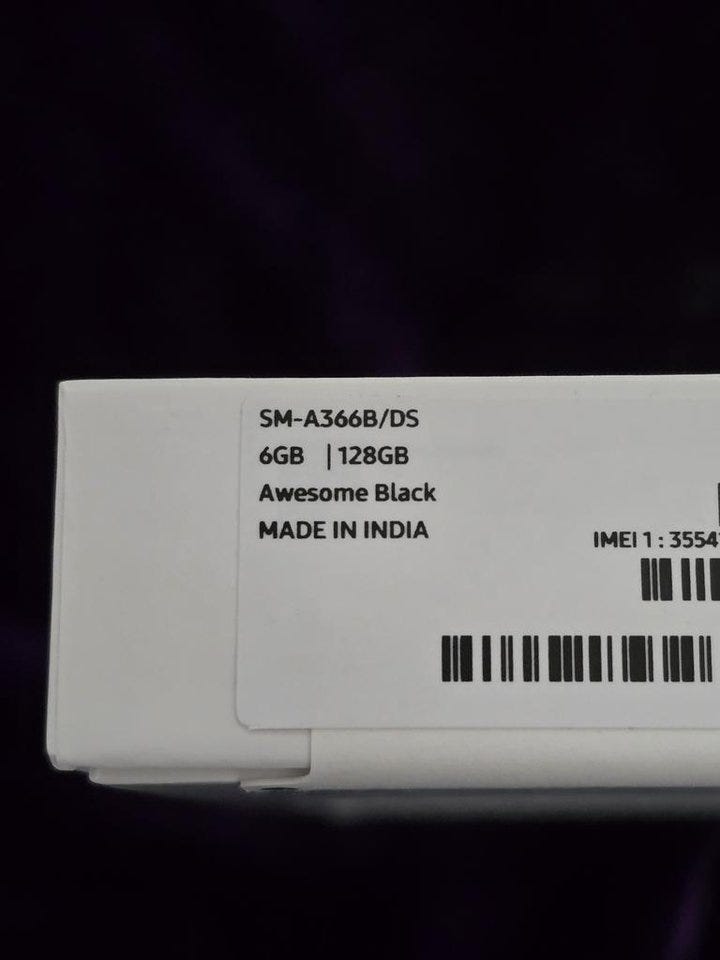 SM-A366B/DS
6GB | 128GB
Awesome Black
MADE IN INDIA
IMEI 1 : 3554